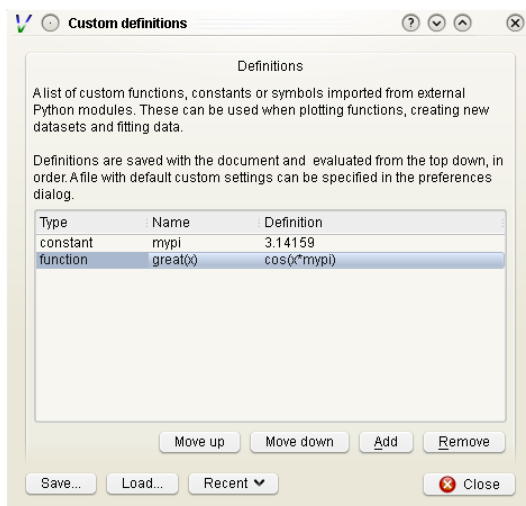 Custom definitions
Definitions
A list of custom functions, constants or symbols imported from external
Python modules. These can be used when plotting functions, creating new
datasets and fitting data.
Definitions are saved with the document and evaluated from the top down, in
order. A file with default custom settings can be specified in the preferences
dialog.
Type Name Definition
constant mypi 3.14159
function great(x) cos(x*mypi)
Move up Move down Add Remove
Save... Load... Recent Close